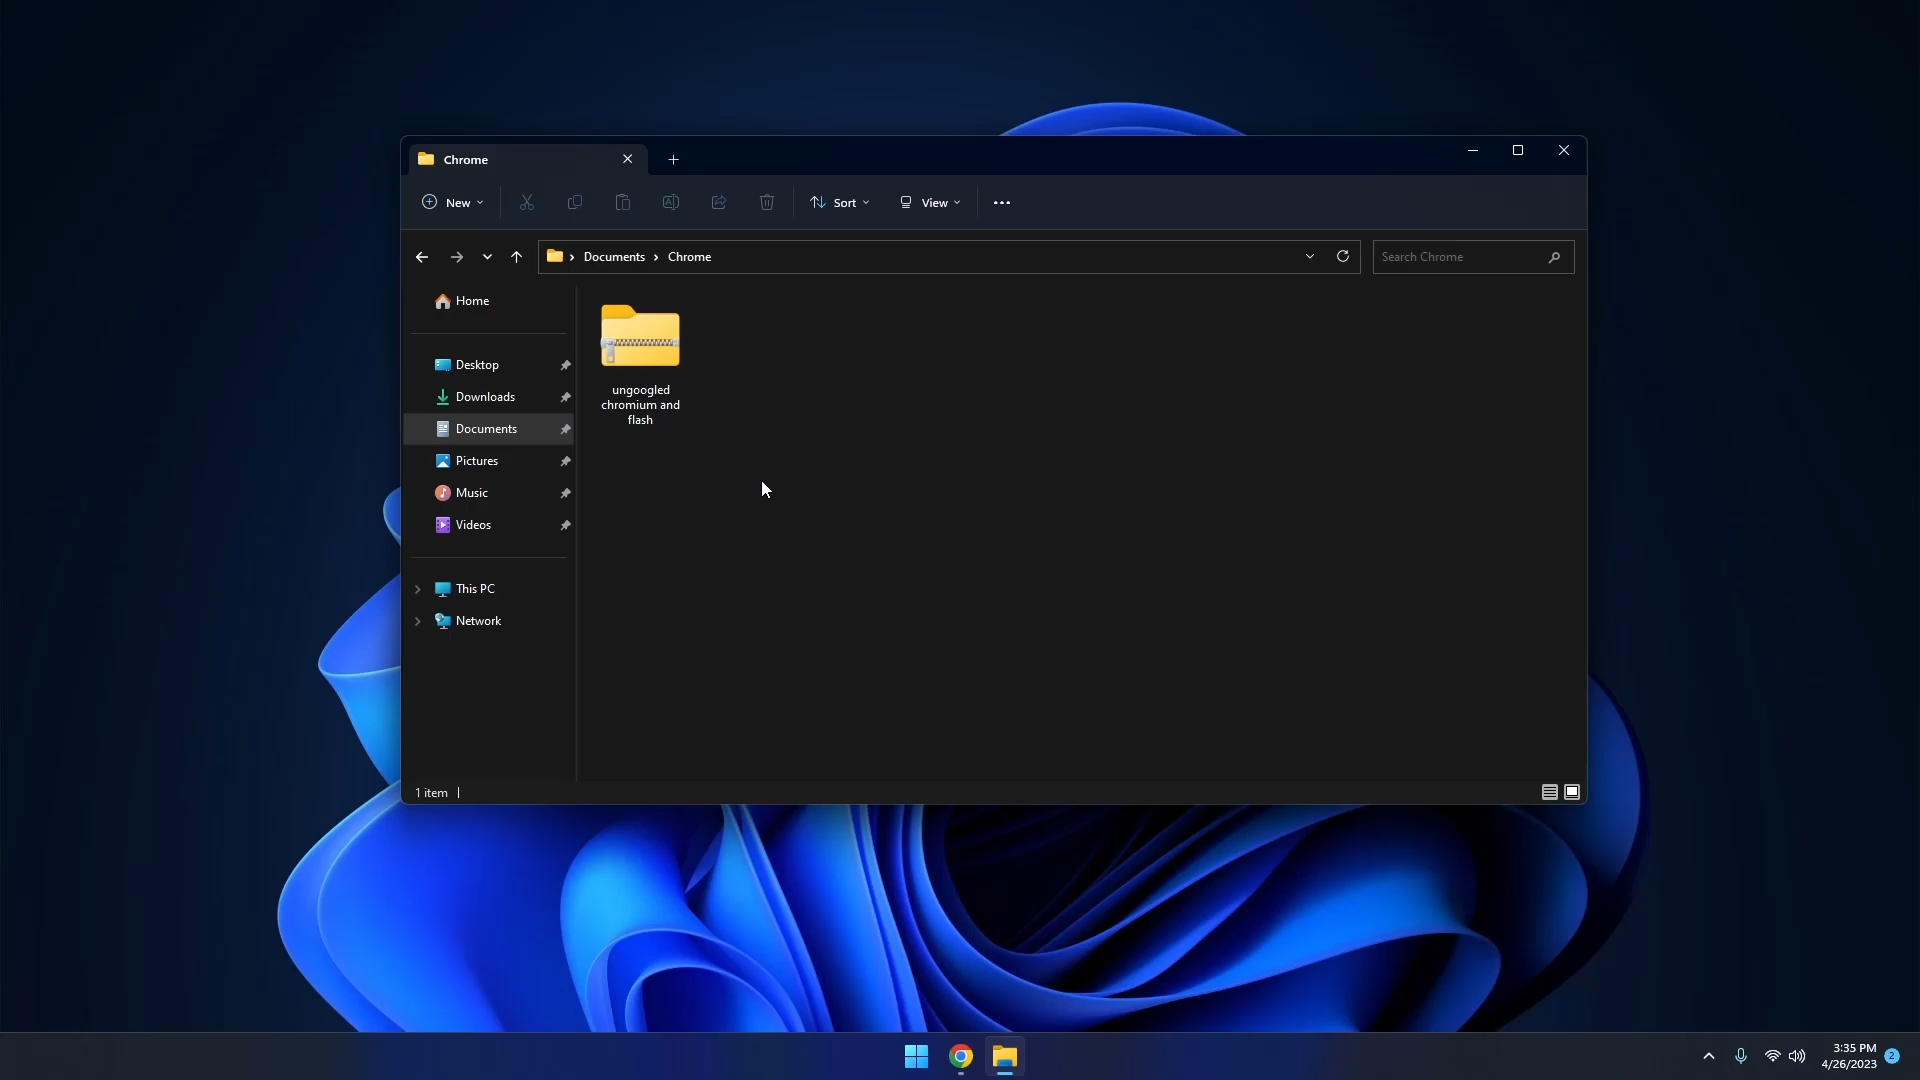 Chrome
New
Sort
View
Documents
Chrome
Search Chrome
Home
Desktop
Downloads
Documents
Pictures
Music
Videos
This PC
Network
ungoogled
chromium and
flash
1 item
3:35 PM
4/26/2023
2